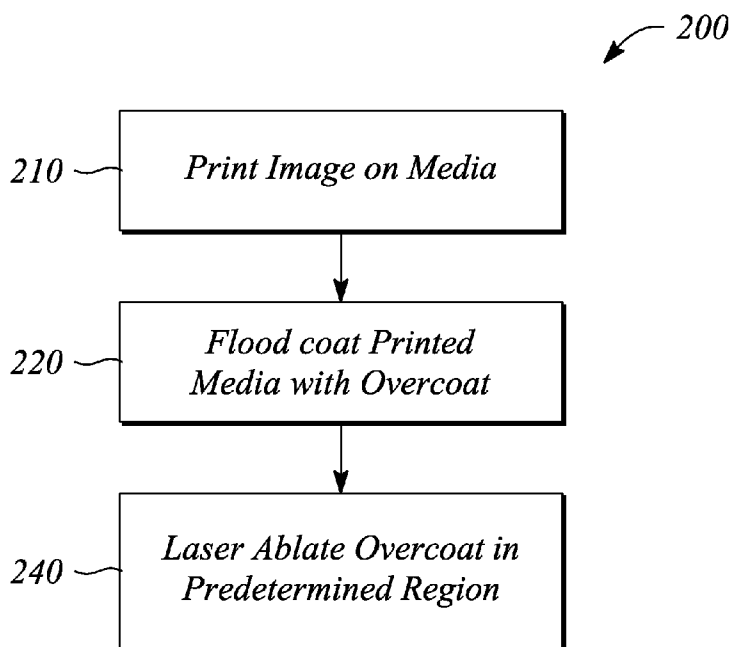 200
210
Print Image on Media
220
Flood coat Printed
Media with Overcoat
240
Laser Ablate Overcoat in
Predetermined Region